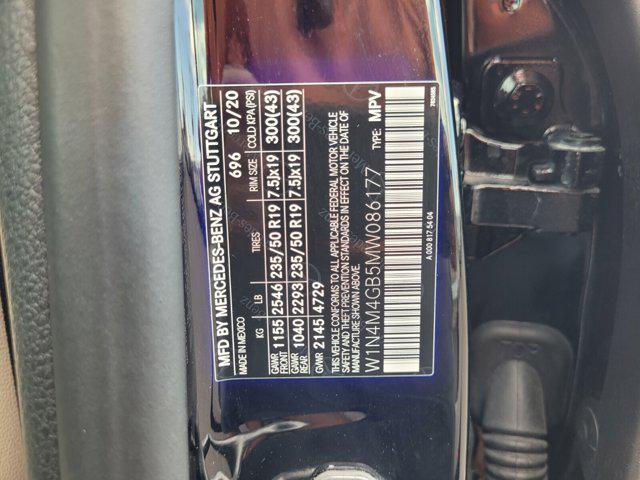 MFD BY MERCEDES-BENZ AG STUTTGART
MADE IN MEXICO 696 10/20
KG LB TIRES RIM SIZE COLD KPA(PSI)
GAWR FRONT 1155 2546 235/50 R19 7.5Jx19 300(43)
GAWR REAR 1040 2293 235/50 R19 7.5Jx19 300(43)
GVWR 2145 4729
THIS VEHICLE CONFORMS TO ALL APPLICABLE FEDERAL MOTOR VEHICLE
SAFETY AND THEFT PREVENTION STANDARDS IN EFFECT ON THE DATE OF
MANUFACTURE SHOWN ABOVE.
W1N4M4GB5MW086177 TYPE: MPV
A 000 817 54 04